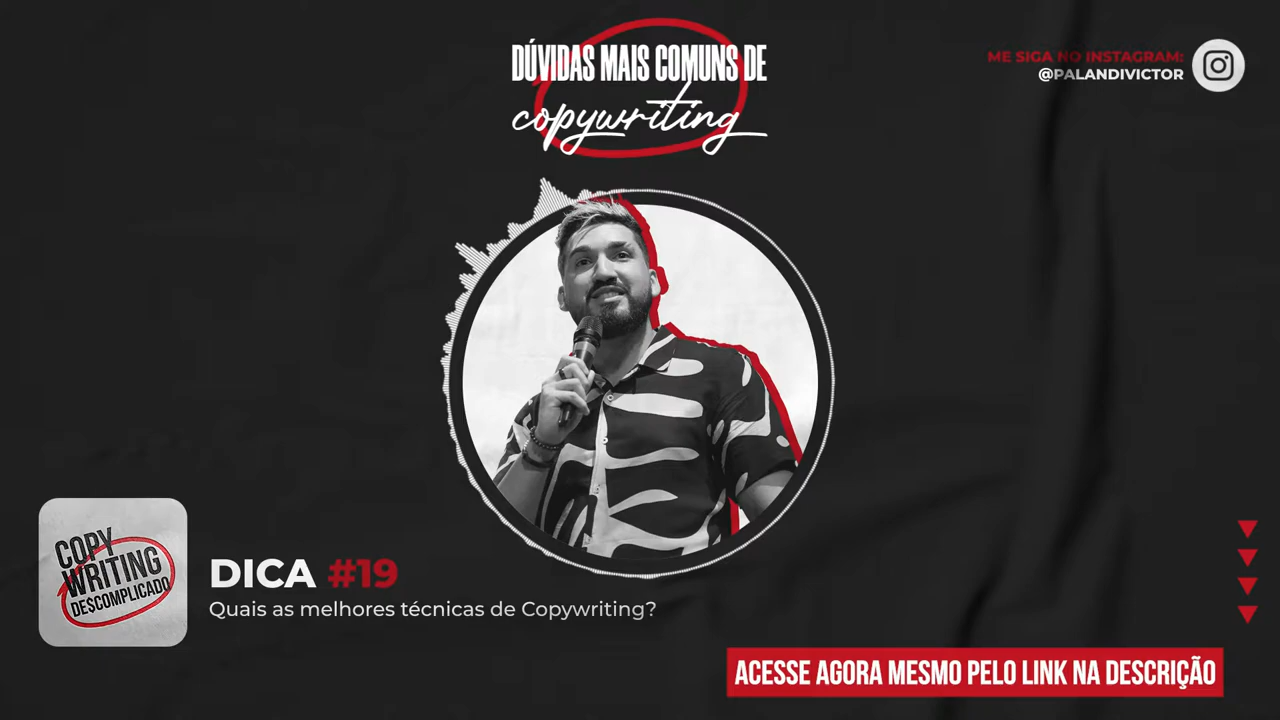 DÚVIDAS MAIS COMUNS DE
copywriting
ME SIGA NO INSTAGRAM:
@PALANDIVICTOR
COPY
WRITING
DESCOMPLICADO
DICA #19
Quais as melhores técnicas de Copywriting?
ACESSE AGORA MESMO PELO LINK NA DESCRIÇÃO